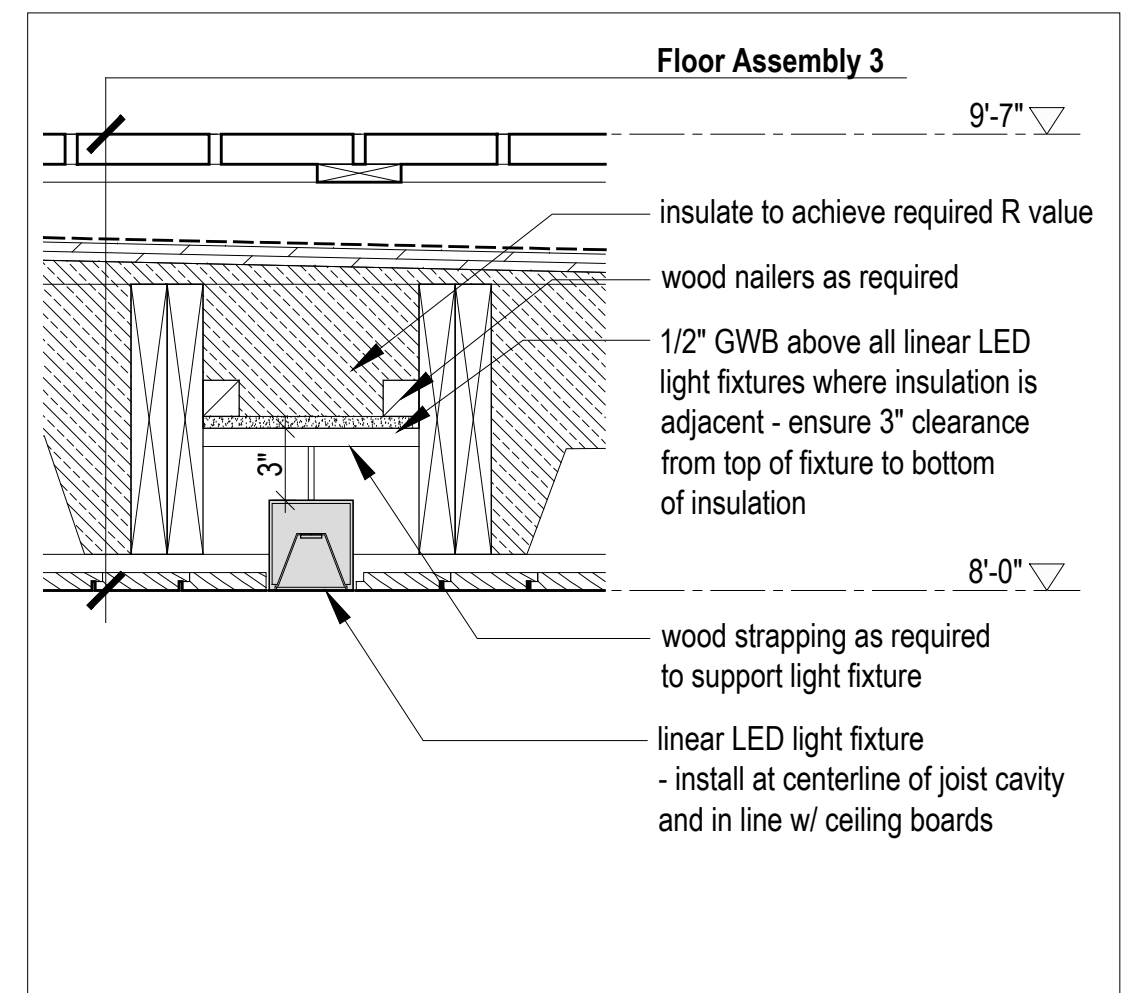 Floor Assembly 3
9'-7"
insulate to achieve required R value
wood nailers as required
1/2" GWB above all linear LED
light fixtures where insulation is
adjacent - ensure 3" clearance
from top of fixture to bottom
of insulation
3"
8'-0"
wood strapping as required
to support light fixture
linear LED light fixture
- install at centerline of joist cavity
and in line w/ ceiling boards